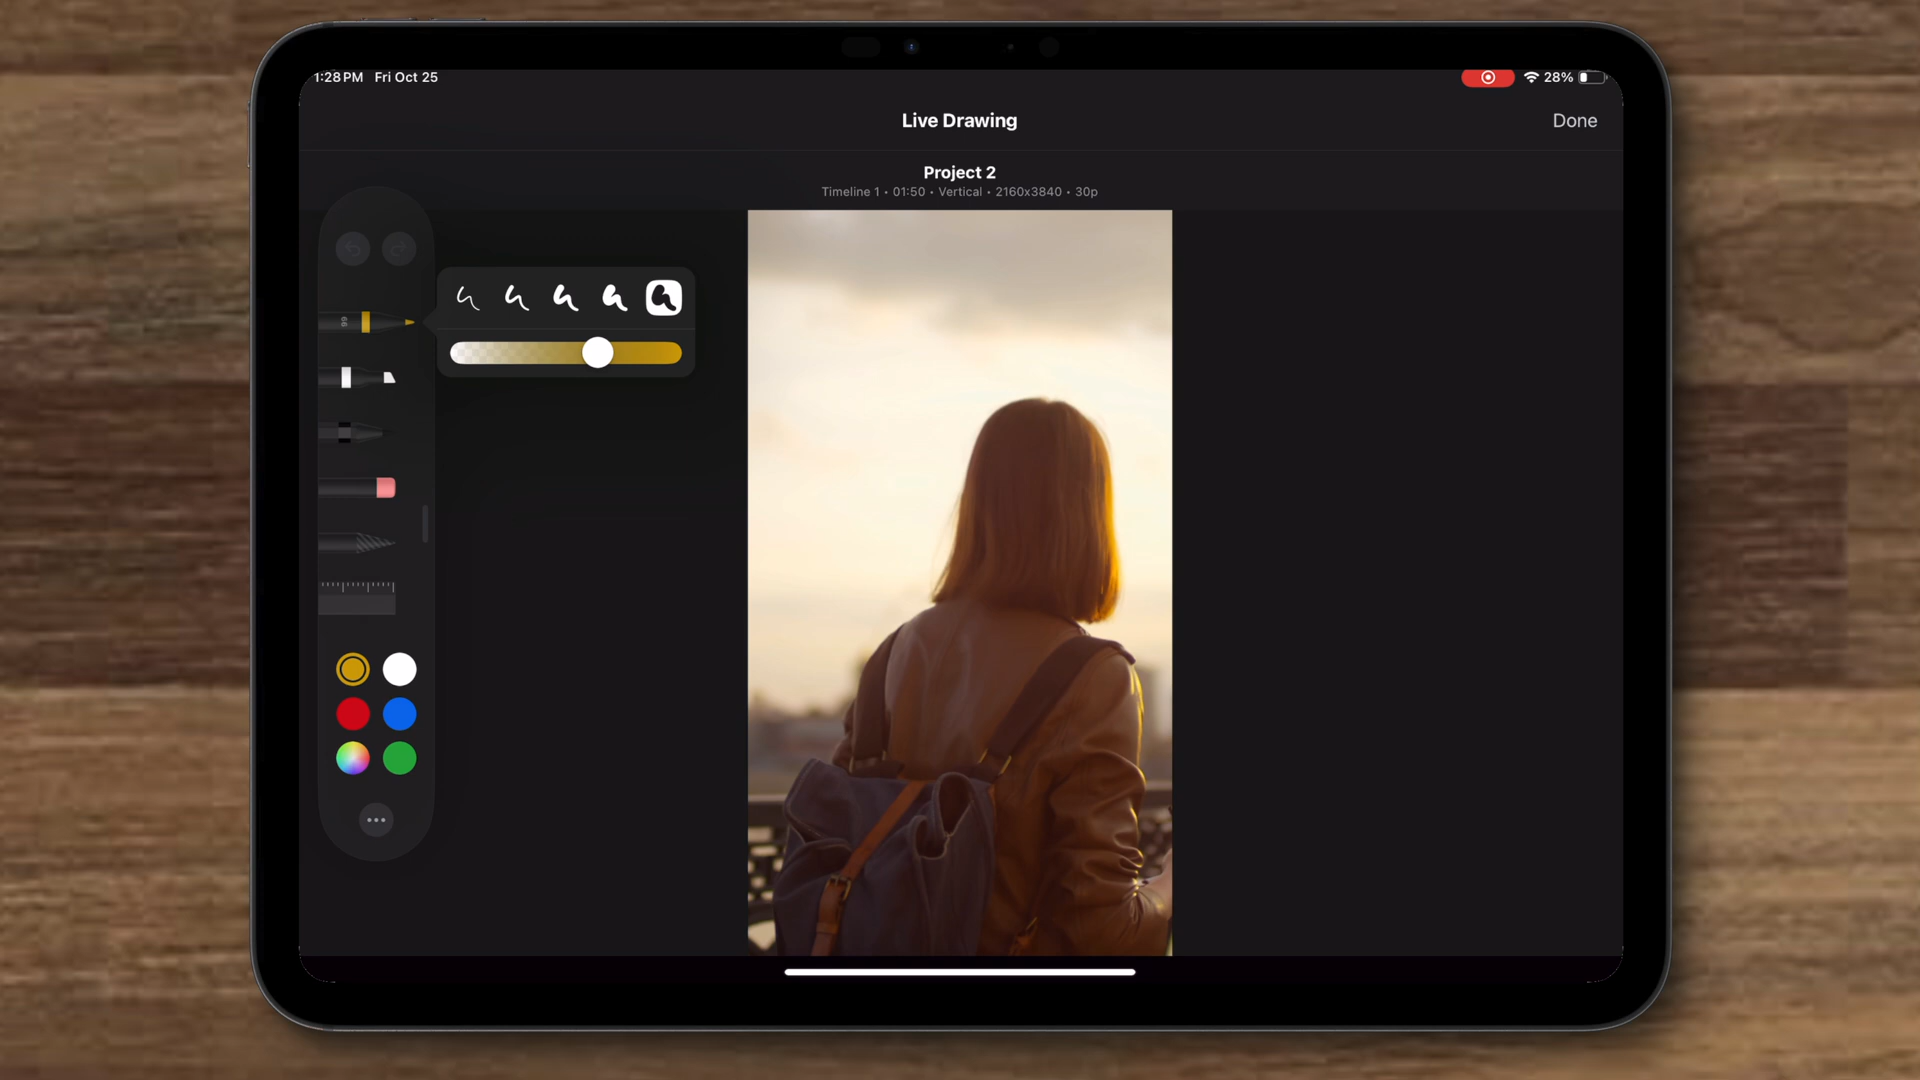 1:28 PM Fri Oct 25
28%
Live Drawing
Done
Project 2
Timeline 1 • 01:50 • Vertical • 2160x3840 • 30p
66